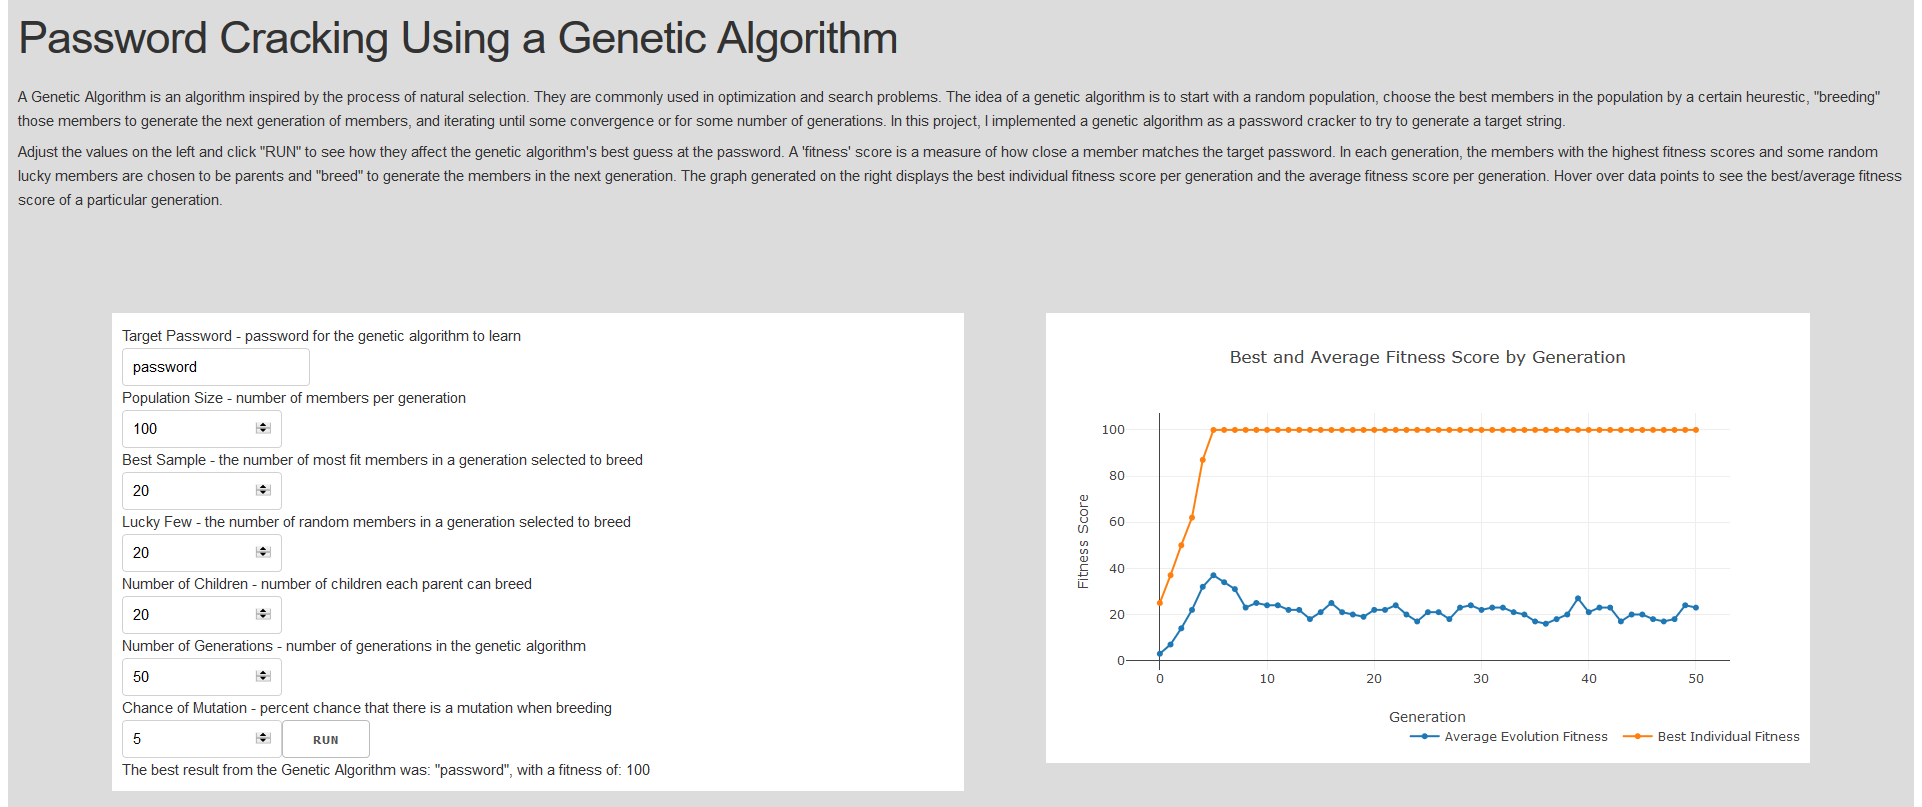 Password Cracking Using a Genetic Algorithm
A Genetic Algorithm is an algorithm inspired by the process of natural selection. They are commonly used in optimization and search problems. The idea of a genetic algorithm is to start with a random population, choose the best members in the population by a certain heurestic, "breeding"
those members to generate the next generation of members, and iterating until some convergence or for some number of generations. In this project, I implemented a genetic algorithm as a password cracker to try to generate a target string.
Adjust the values on the left and click "RUN" to see how they affect the genetic algorithm's best guess at the password. A 'fitness' score is a measure of how close a member matches the target password. In each generation, the members with the highest fitness scores and some random
lucky members are chosen to be parents and "breed" to generate the members in the next generation. The graph generated on the right displays the best individual fitness score per generation and the average fitness score per generation. Hover over data points to see the best/average fitness
score of a particular generation.
Target Password - password for the genetic algorithm to learn
password
Population Size - number of members per generation
100
Best Sample - the number of most fit members in a generation selected to breed
20
Lucky Few - the number of random members in a generation selected to breed
20
Number of Children - number of children each parent can breed
20
Number of Generations - number of generations in the genetic algorithm
50
Chance of Mutation - percent chance that there is a mutation when breeding
5 RUN
The best result from the Genetic Algorithm was: "password", with a fitness of: 100
Best and Average Fitness Score by Generation
Fitness Score
100
80
60
40
20
0
0 10 20 30 40 50
Generation
Average Evolution Fitness Best Individual Fitness